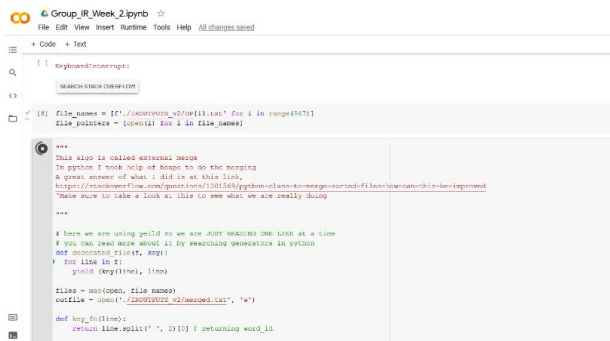 Group_IR_Week_2.ipynb
File Edit View Insert Runtime Tools Help All changes saved
+ Code + Text
[ ] KeyboardInterrupt:
SEARCH STACK OVERFLOW
[8] file_names = [f'./IROUTPUTS_v2/OP{i}.txt' for i in range(947)]
file_pointers = [open(i) for i in file_names]
"""
This algo is called external merge
In python I took help of heaps to do the merging
A great answer of what I did is at this link,
https://stackoverflow.com/questions/1001569/python-class-to-merge-sorted-files-how-can-this-be-improved
^Make sure to take a look at this to see what we are really doing
"""
# here we are using yeild so we are JUST READING ONE LINE at a time
# you can read more about it by searching generators in python
def decorated_file(f, key):
for line in f:
yield (key(line), line)
files = map(open, file_names)
outfile = open('./IROUTPUTS_v2/merged.txt', 'w')
def key_fn(line):
return line.split(' ', 2)[0] # returning word_id